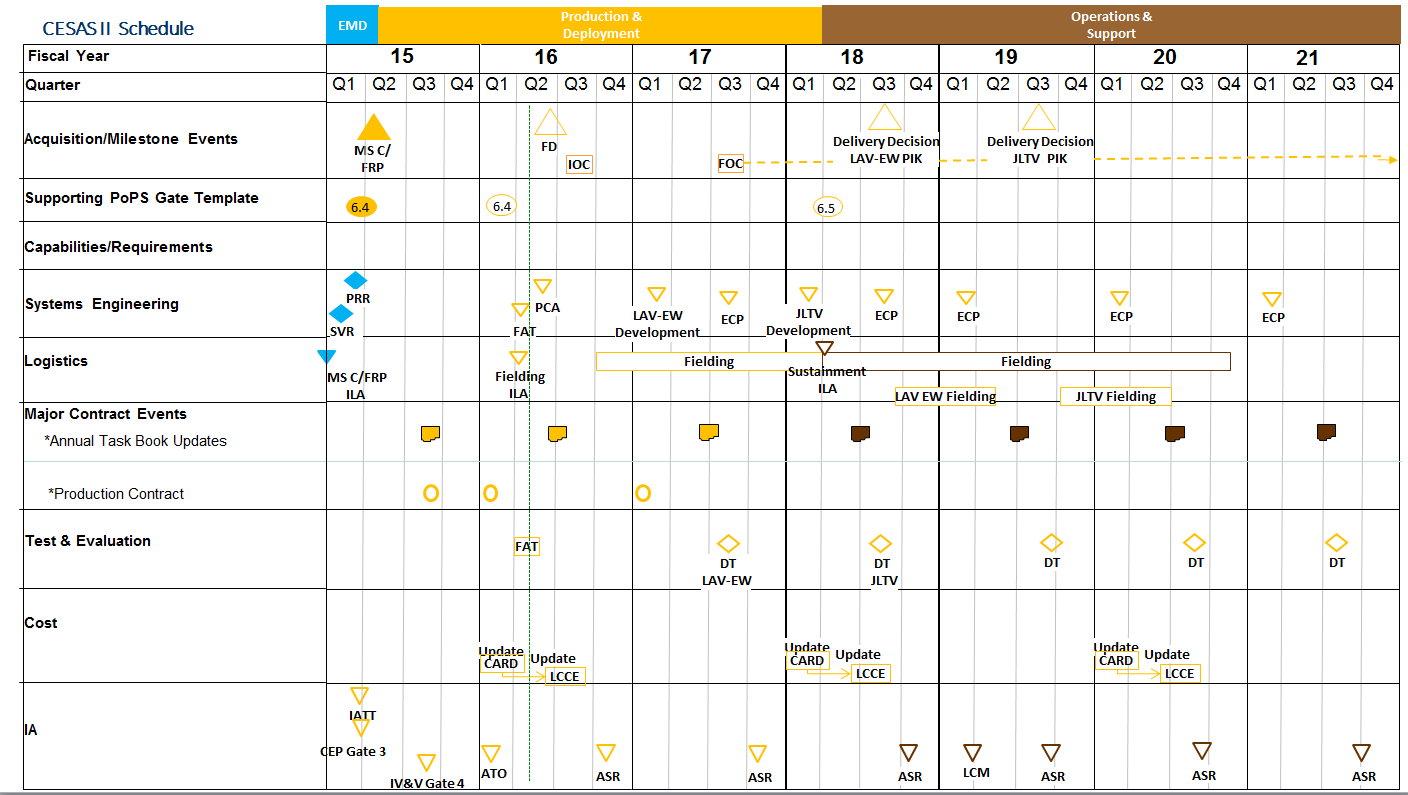 CESAS II Schedule
EMD
Production &
Deployment
Operations &
Support
Fiscal Year
15
16
17
18
19
20
21
Quarter
Q1 Q2 Q3 Q4
Q1 Q2 Q3 Q4
Q1 Q2 Q3 Q4
Q1 Q2 Q3 Q4
Q1 Q2 Q3 Q4
Q1 Q2 Q3 Q4
Q1 Q2 Q3 Q4
Acquisition/Milestone Events
MS C/
FRP
FD
IOC
FOC
Delivery Decision
LAV-EW PIK
Delivery Decision
JLTV PIK
Supporting PoPS Gate Template
6.4
6.4
6.5
Capabilities/Requirements
Systems Engineering
PRR
SVR
PCA
FAT
LAV-EW
Development
ECP
JLTV
Development
ECP
ECP
ECP
ECP
Logistics
MS C/FRP
ILA
Fielding
ILA
Fielding
Sustainment
ILA
Fielding
LAV EW Fielding
JLTV Fielding
Major Contract Events
*Annual Task Book Updates
*Production Contract
Test & Evaluation
FAT
DT
LAV-EW
DT
JLTV
DT
DT
DT
Cost
Update
CARD
Update
LCCE
Update
CARD
Update
LCCE
Update
CARD
Update
LCCE
IA
IATT
CEP Gate 3
IV&V Gate 4
ATO
ASR
ASR
ASR
LCM
ASR
ASR
ASR